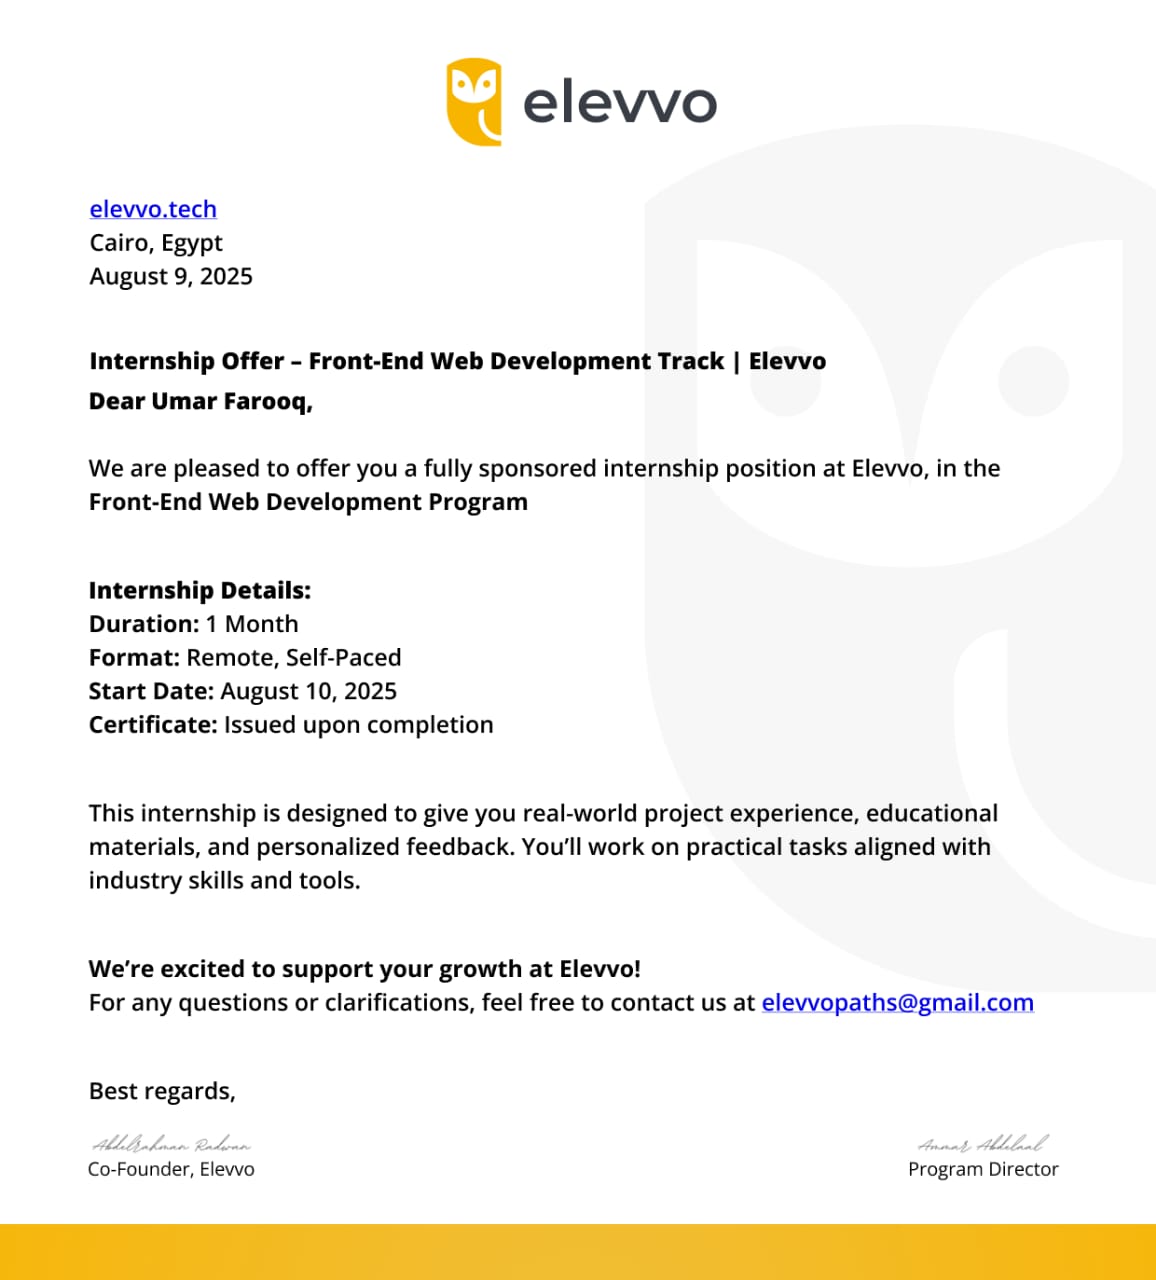 elevvo
elevvo.tech
Cairo, Egypt
August 9, 2025
Internship Offer – Front-End Web Development Track | Elevvo
Dear Umar Farooq,
We are pleased to offer you a fully sponsored internship position at Elevvo, in the
Front-End Web Development Program
Internship Details:
Duration: 1 Month
Format: Remote, Self-Paced
Start Date: August 10, 2025
Certificate: Issued upon completion
This internship is designed to give you real-world project experience, educational
materials, and personalized feedback. You’ll work on practical tasks aligned with
industry skills and tools.
We’re excited to support your growth at Elevvo!
For any questions or clarifications, feel free to contact us at elevvopaths@gmail.com
Best regards,
Abdelrahman Radwan
Co-Founder, Elevvo
Ammar Abdelaal
Program Director